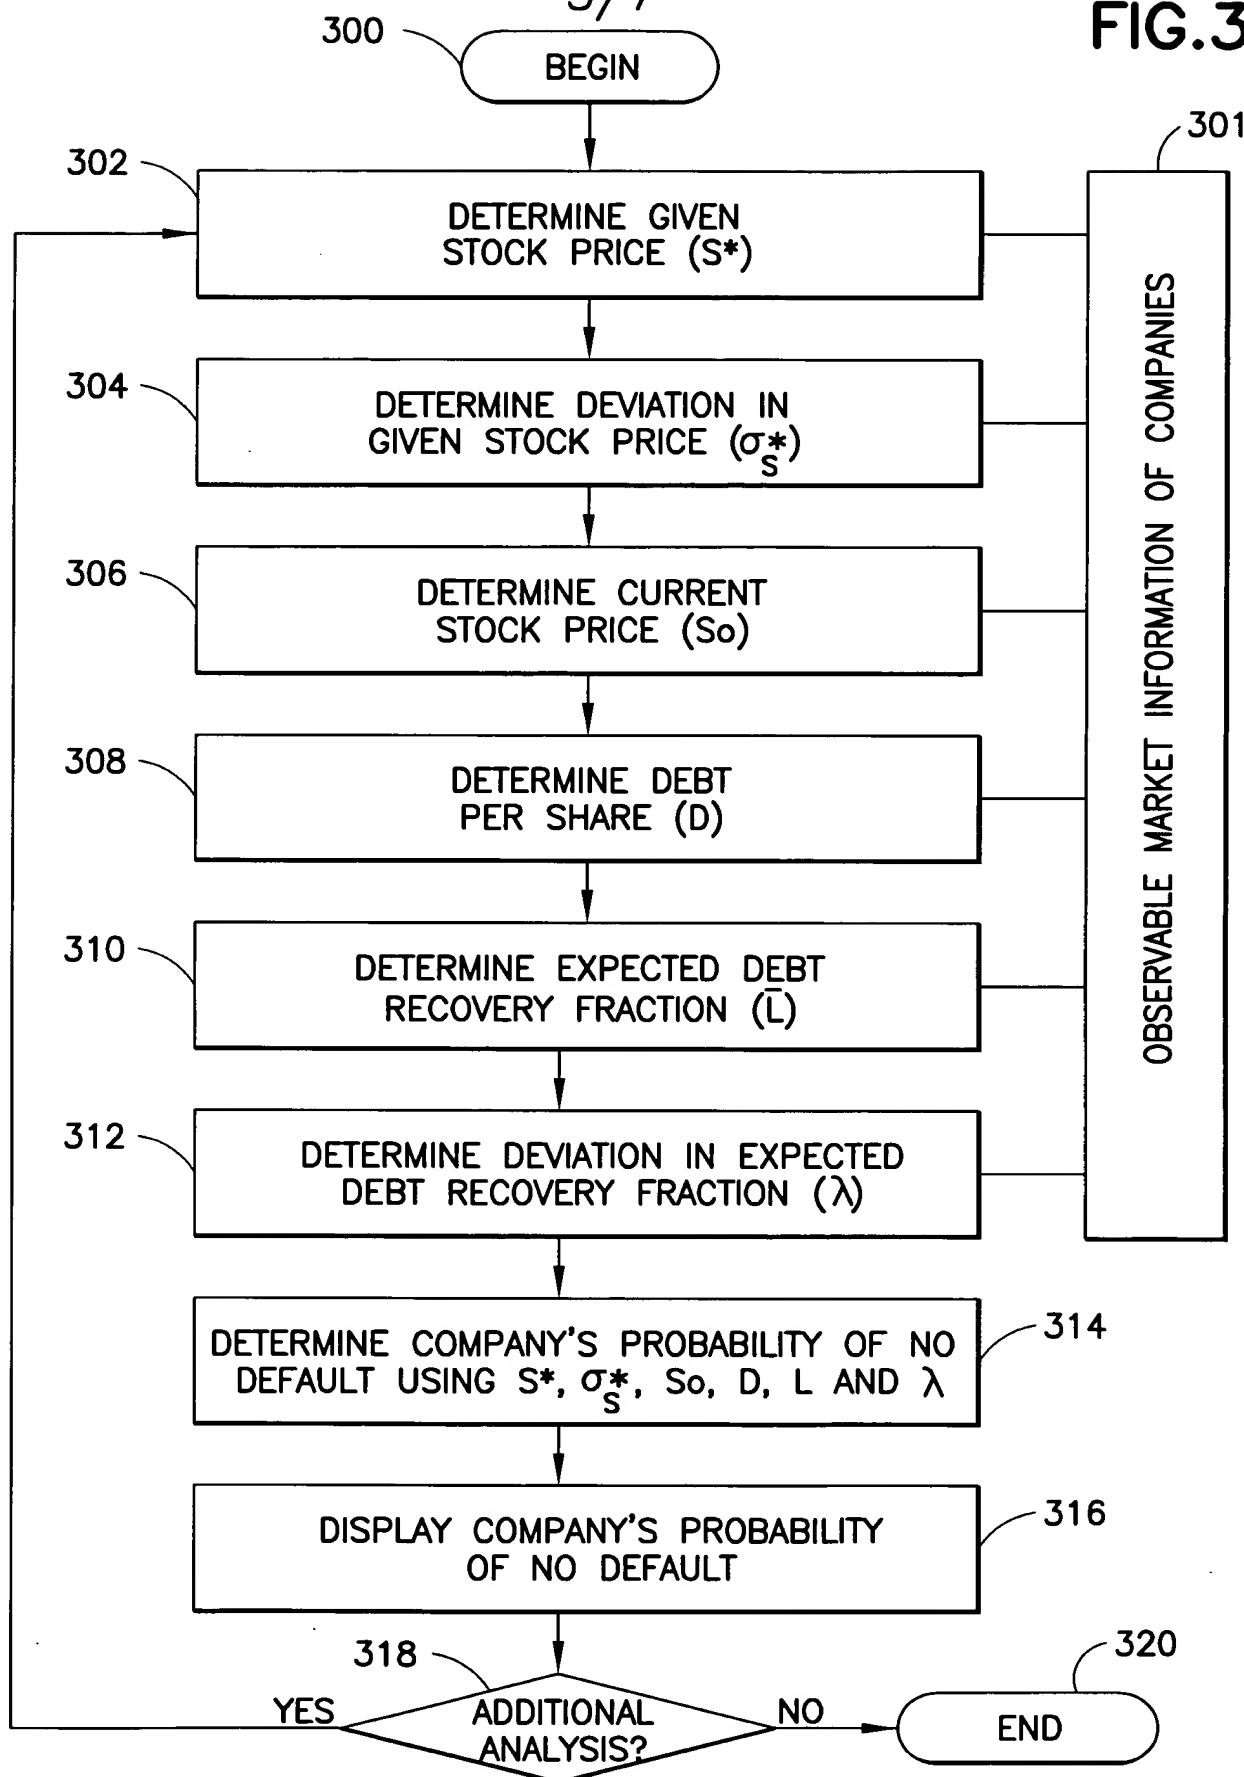 FIG.3
300
BEGIN
301
302
DETERMINE GIVEN
STOCK PRICE (S*)
304
DETERMINE DEVIATION IN
GIVEN STOCK PRICE (σS*)
306
DETERMINE CURRENT
STOCK PRICE (So)
308
DETERMINE DEBT
PER SHARE (D)
310
DETERMINE EXPECTED DEBT
RECOVERY FRACTION (L̄)
312
DETERMINE DEVIATION IN EXPECTED
DEBT RECOVERY FRACTION (λ)
OBSERVABLE MARKET INFORMATION OF COMPANIES
314
DETERMINE COMPANY'S PROBABILITY OF NO
DEFAULT USING S*, σS*, So, D, L AND λ
316
DISPLAY COMPANY'S PROBABILITY
OF NO DEFAULT
318
YES
ADDITIONAL
ANALYSIS?
NO
320
END